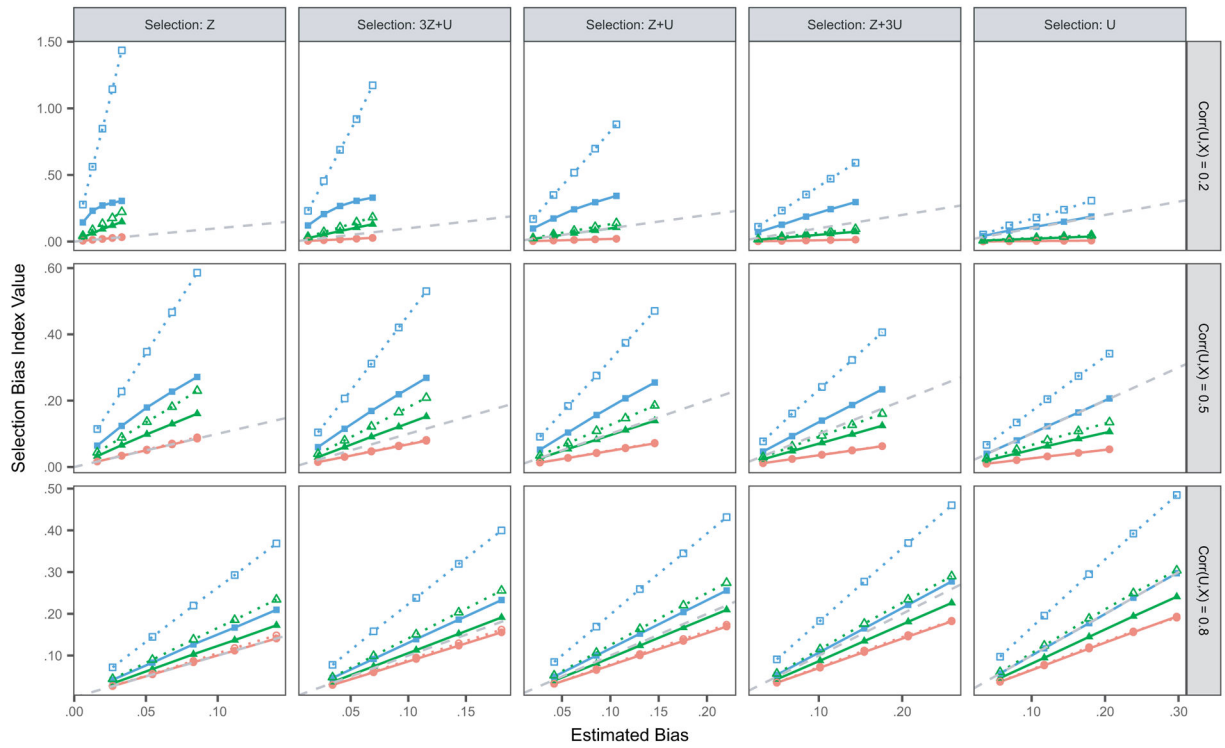 Selection: Z
Selection: 3Z+U
Selection: Z+U
Selection: Z+3U
Selection: U
1.50
1.00
.50
.00
Corr(U,X) = 0.2
.60
.40
.20
.00
Corr(U,X) = 0.5
Selection Bias Index Value
.50
.40
.30
.20
.10
Corr(U,X) = 0.8
.00 .05 .10
.05 .10 .15
.05 .10 .15 .20
.10 .20
.10 .20 .30
Estimated Bias